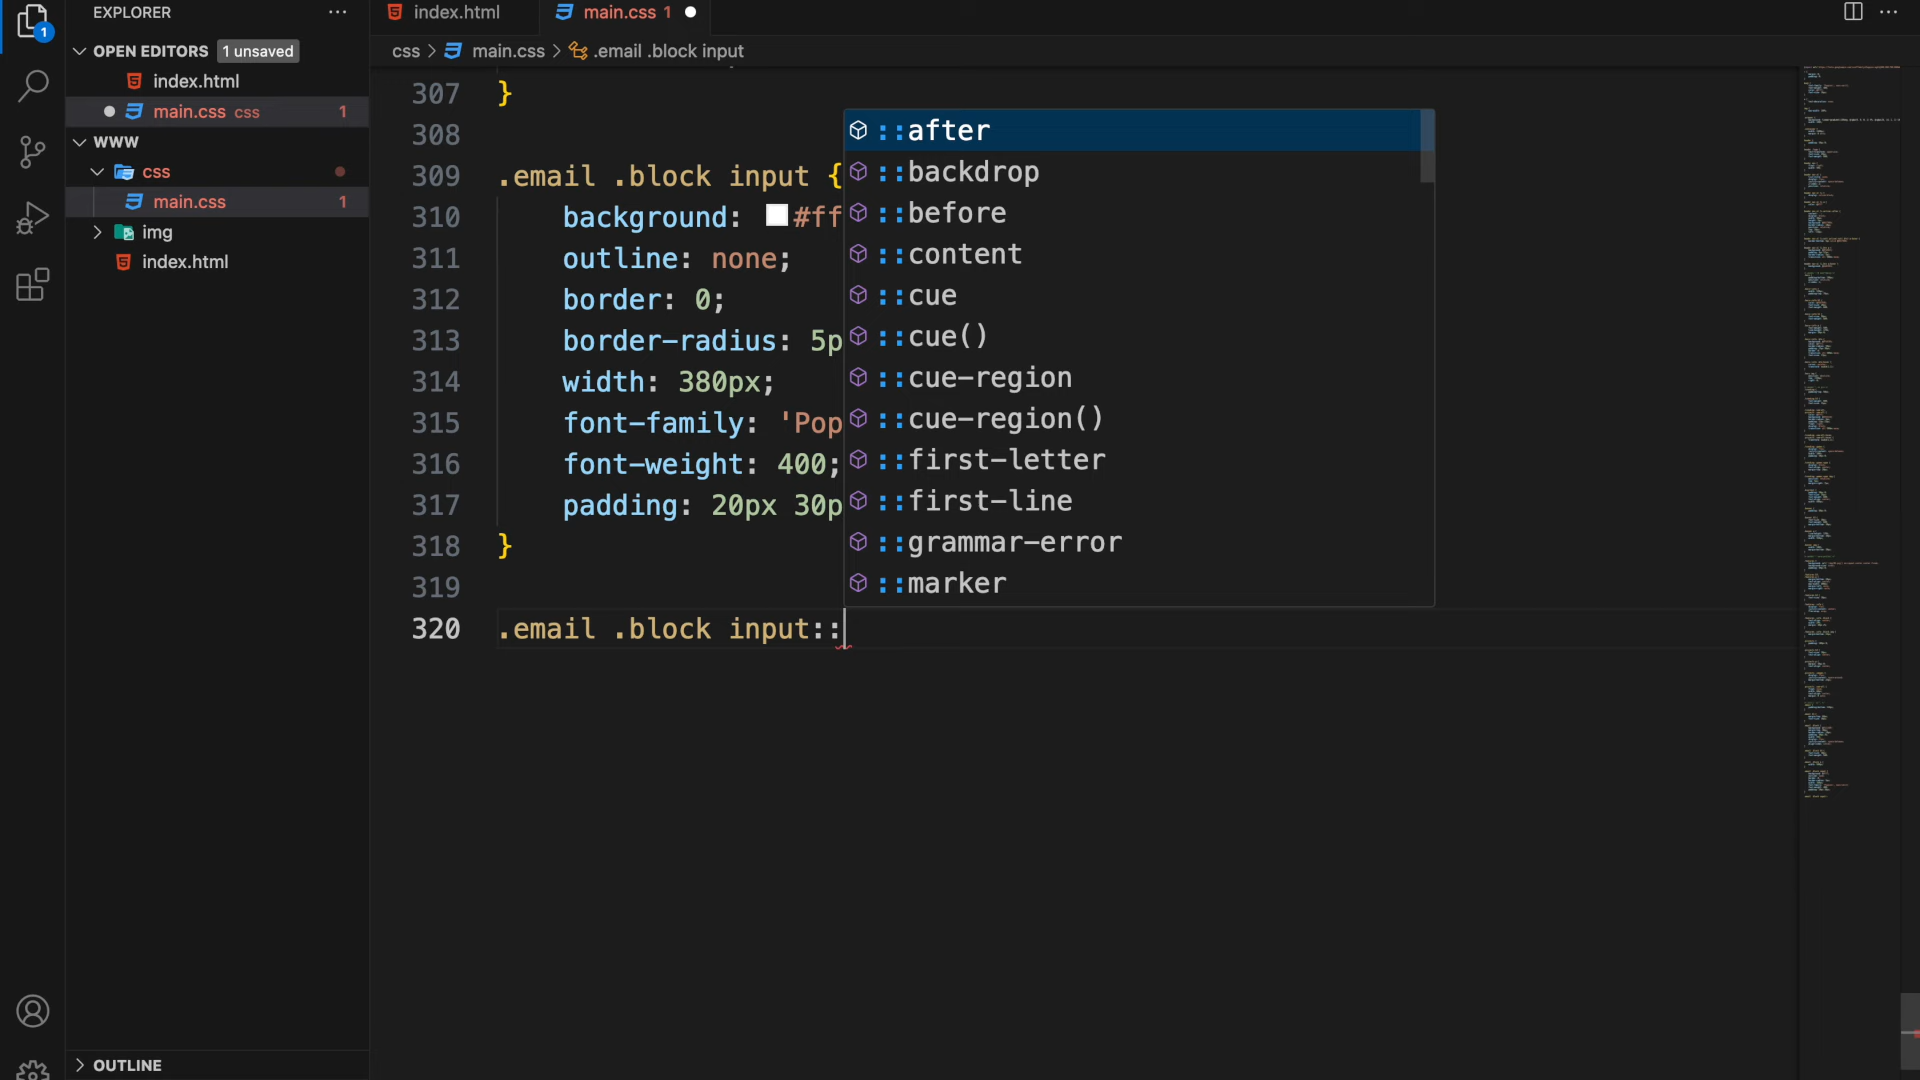 EXPLORER
index.html
main.css 1
OPEN EDITORS 1 unsaved
css > main.css > .email .block input
index.html
main.css css 1
WWW
css
main.css 1
img
index.html
307 }
308
309 .email .block input {
310 background: #ff
311 outline: none;
312 border: 0;
313 border-radius: 5p
314 width: 380px;
315 font-family: 'Pop
316 font-weight: 400;
317 padding: 20px 30p
318 }
319
320 .email .block input::
::after
::backdrop
::before
::content
::cue
::cue()
::cue-region
::cue-region()
::first-letter
::first-line
::grammar-error
::marker
1
OUTLINE